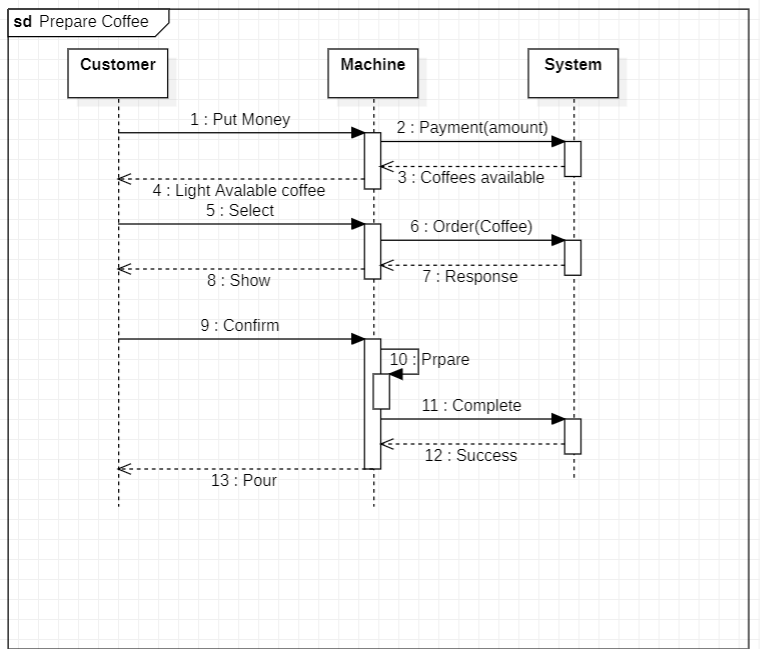 sd Prepare Coffee
Customer
Machine
System
1 : Put Money
2 : Payment(amount)
3 : Coffees available
4 : Light Avalable coffee
5 : Select
6 : Order(Coffee)
7 : Response
8 : Show
9 : Confirm
10 : Prpare
11 : Complete
12 : Success
13 : Pour